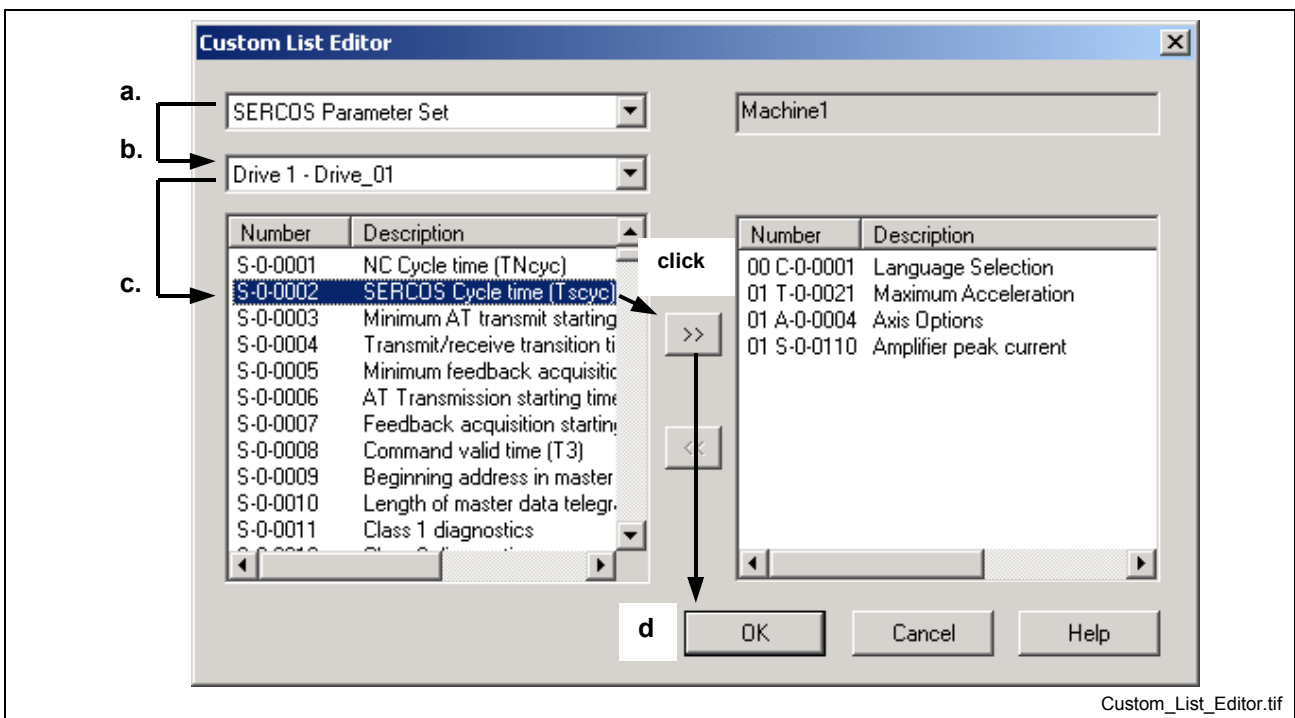 Custom List Editor
a.
SERCOS Parameter Set
Machine1
b.
Drive 1 - Drive_01
Number Description
S-0-0001 NC Cycle time (TNcyc)
c.
S-0-0002 SERCOS Cycle time (Tscyc)
S-0-0003 Minimum AT transmit starting
S-0-0004 Transmit/receive transition ti
S-0-0005 Minimum feedback acquisitic
S-0-0006 AT Transmission starting time
S-0-0007 Feedback acquisition starting
S-0-0008 Command valid time (T3)
S-0-0009 Beginning address in master
S-0-0010 Length of master data telegr
S-0-0011 Class 1 diagnostics
click
>>
<<
Number Description
00 C-0-0001 Language Selection
01 T-0-0021 Maximum Acceleration
01 A-0-0004 Axis Options
01 S-0-0110 Amplifier peak current
d
OK
Cancel
Help
Custom_List_Editor.tif